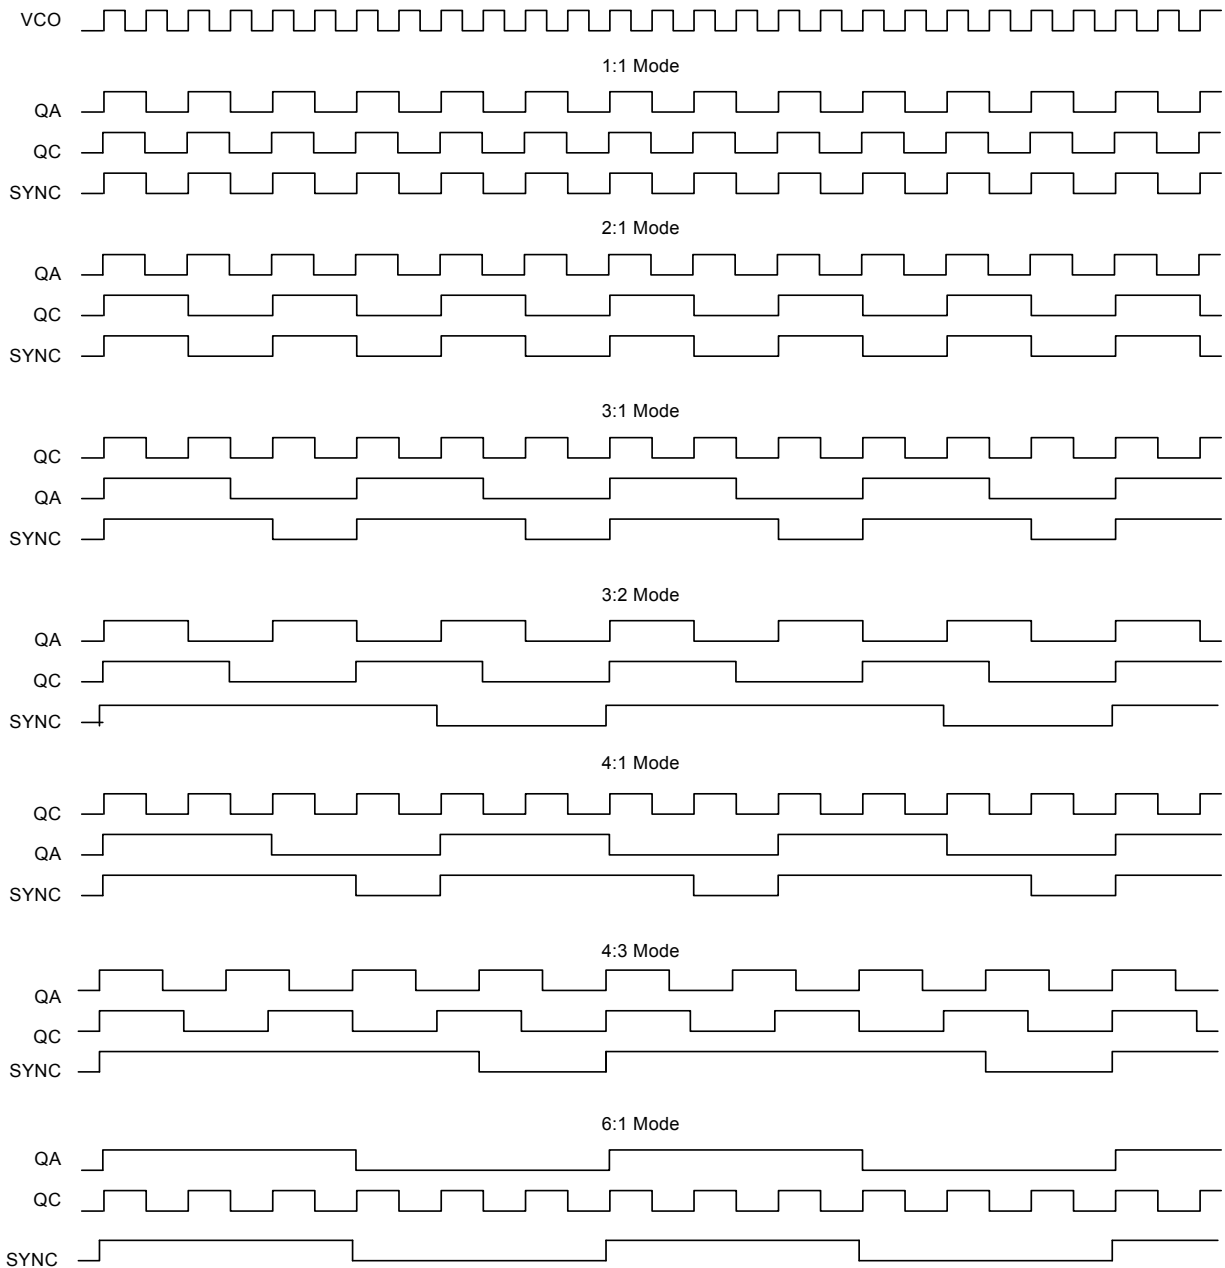 VCO
1:1 Mode
QA
QC
SYNC
2:1 Mode
QA
QC
SYNC
3:1 Mode
QC
QA
SYNC
3:2 Mode
QA
QC
SYNC
4:1 Mode
QC
QA
SYNC
4:3 Mode
QA
QC
SYNC
6:1 Mode
QA
QC
SYNC